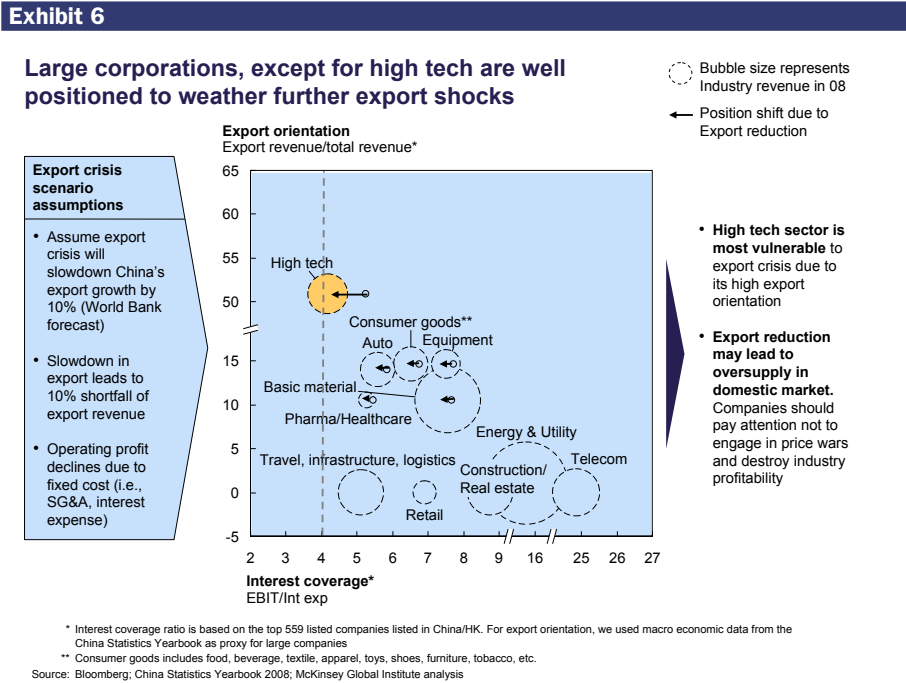 Exhibit 6
Large corporations, except for high tech are well
positioned to weather further export shocks
Bubble size represents
Industry revenue in 08
Position shift due to
Export reduction
Export crisis
scenario
assumptions
• Assume export
crisis will
slowdown China's
export growth by
10% (World Bank
forecast)
• Slowdown in
export leads to
10% shortfall of
export revenue
• Operating profit
declines due to
fixed cost (i.e.,
SG&A, interest
expense)
Export orientation
Export revenue/total revenue*
65
60
55
50
15
10
5
0
-5
High tech
Consumer goods**
Auto
Equipment
Basic material
Pharma/Healthcare
Energy & Utility
Travel, infrastructure, logistics
Construction/
Real estate
Telecom
Retail
2 3 4 5 6 7 8 9 16 25 26 27
Interest coverage*
EBIT/Int exp
• High tech sector is
most vulnerable to
export crisis due to
its high export
orientation
• Export reduction
may lead to
oversupply in
domestic market.
Companies should
pay attention not to
engage in price wars
and destroy industry
profitability
* Interest coverage ratio is based on the top 559 listed companies listed in China/HK. For export orientation, we used macro economic data from the
China Statistics Yearbook as proxy for large companies
** Consumer goods includes food, beverage, textile, apparel, toys, shoes, furniture, tobacco, etc.
Source: Bloomberg; China Statistics Yearbook 2008; McKinsey Global Institute analysis